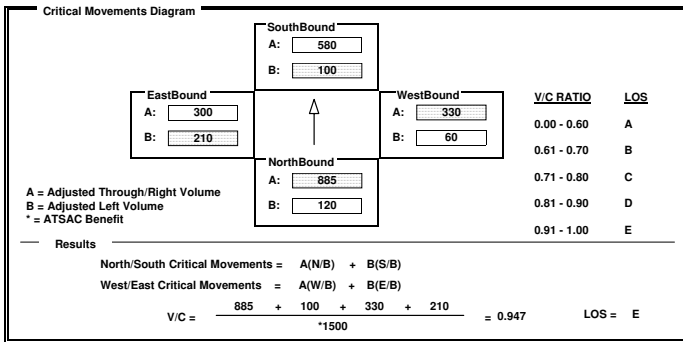 Critical Movements Diagram
SouthBound
A: 580
B: 100
EastBound
A: 300
B: 210
WestBound
A: 330
B: 60
NorthBound
A: 885
B: 120
V/C RATIO LOS
0.00 - 0.60 A
0.61 - 0.70 B
0.71 - 0.80 C
0.81 - 0.90 D
0.91 - 1.00 E
A = Adjusted Through/Right Volume
B = Adjusted Left Volume
* = ATSAC Benefit
Results
North/South Critical Movements = A(N/B) + B(S/B)
West/East Critical Movements = A(W/B) + B(E/B)
885 + 100 + 330 + 210
V/C = = 0.947 LOS = E
*1500